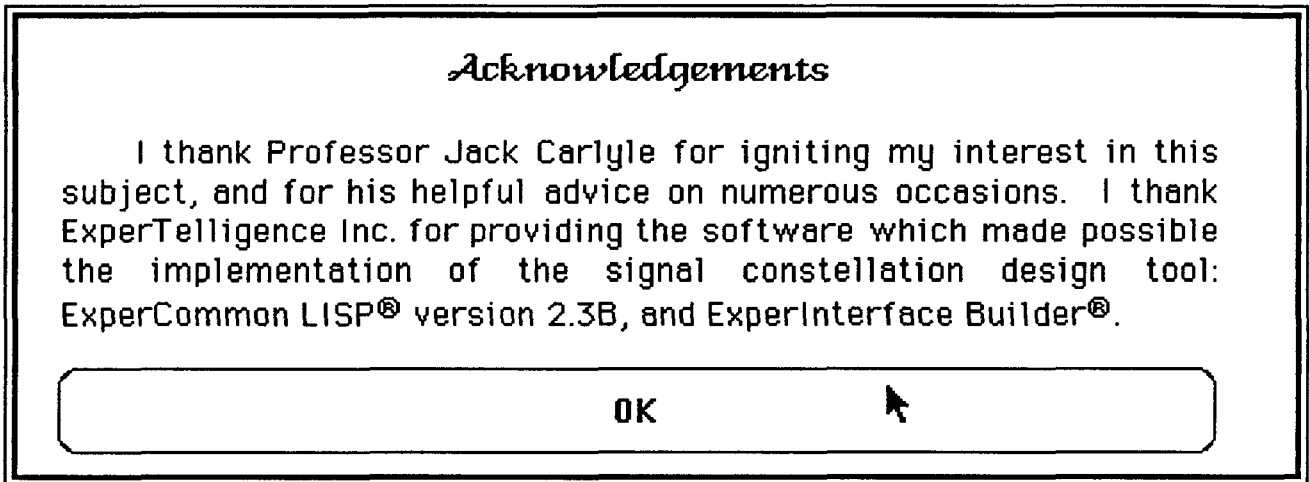 Acknowledgements
I thank Professor Jack Carlyle for igniting my interest in this
subject, and for his helpful advice on numerous occasions.  I thank
ExperTelligence Inc. for providing the software which made possible
the implementation of the signal constellation design tool:
ExperCommon LISP® version 2.3B, and ExperInterface Builder®.
OK